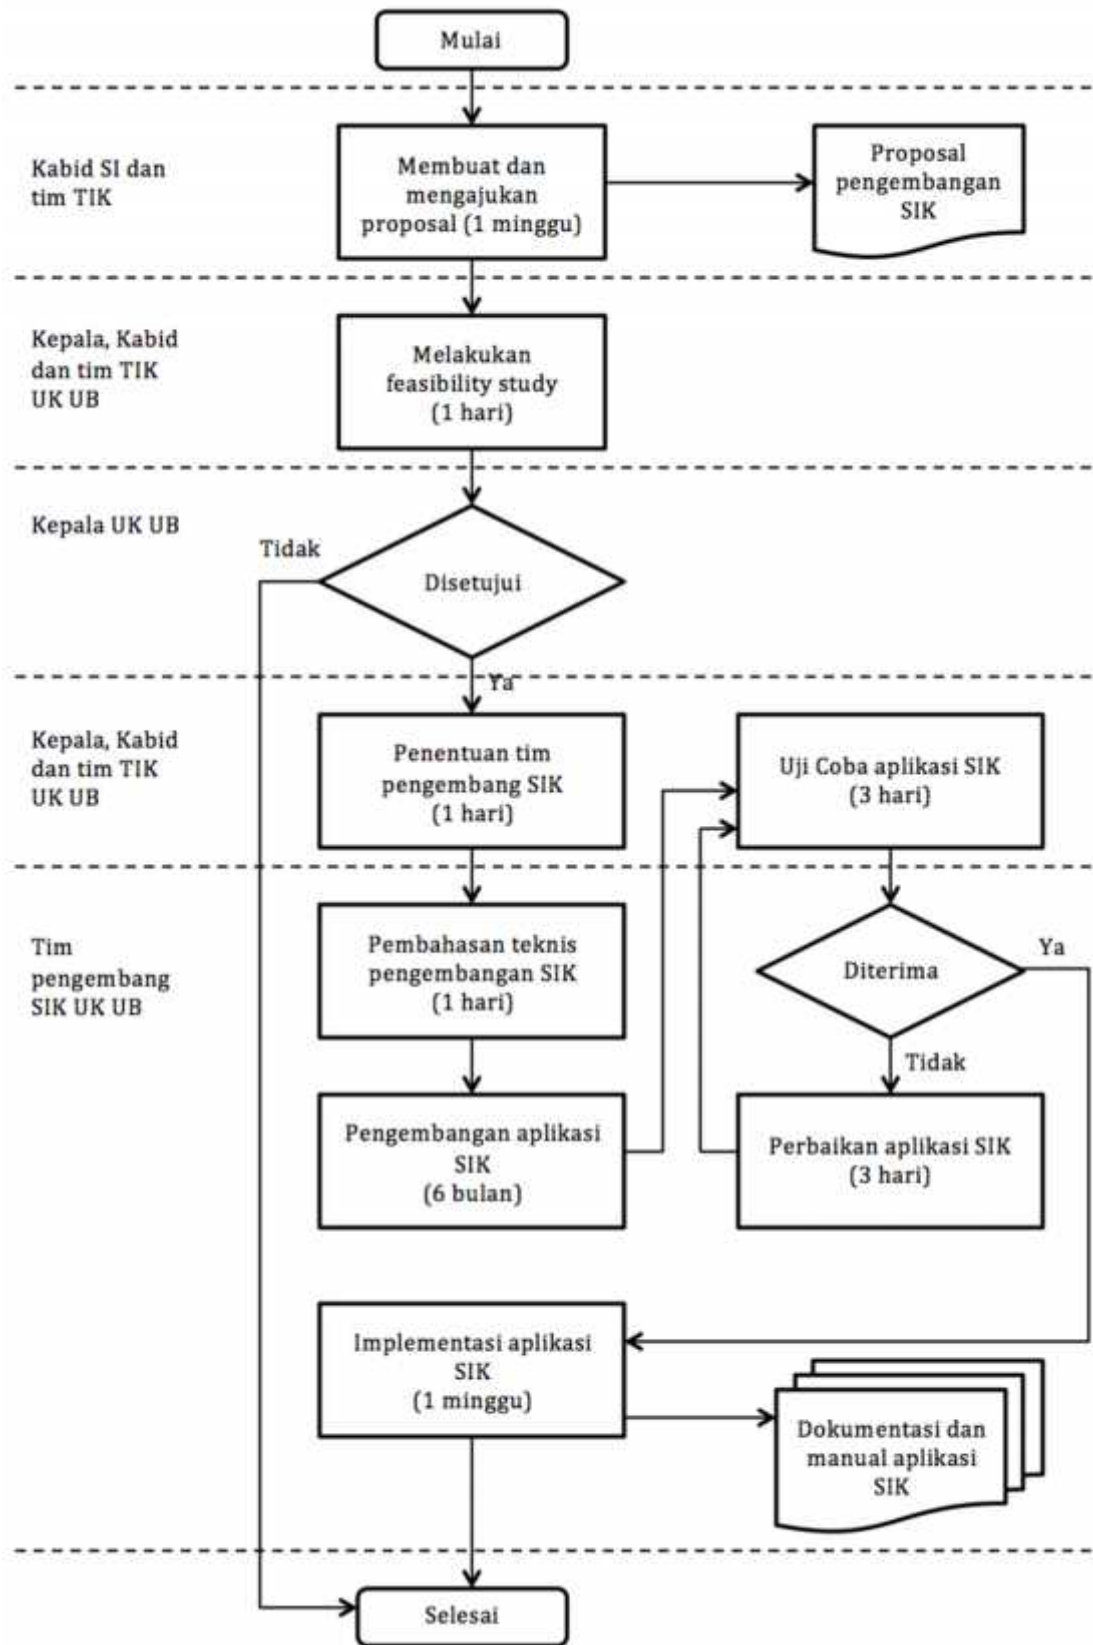 Mulai
Kabid SI dan
tim TIK
Membuat dan
mengajukan
proposal (1 minggu)
Proposal
pengembangan
SIK
Kepala, Kabid
dan tim TIK
UK UB
Melakukan
feasibility study
(1 hari)
Kepala UK UB
Tidak
Disetujui
Ya
Kepala, Kabid
dan tim TIK
UK UB
Penentuan tim
pengembang SIK
(1 hari)
Uji Coba aplikasi SIK
(3 hari)
Tim
pengembang
SIK UK UB
Pembahasan teknis
pengembangan SIK
(1 hari)
Diterima
Ya
Tidak
Pengembangan aplikasi
SIK
(6 bulan)
Perbaikan aplikasi SIK
(3 hari)
Implementasi aplikasi
SIK
(1 minggu)
Dokumentasi dan
manual aplikasi
SIK
Selesai